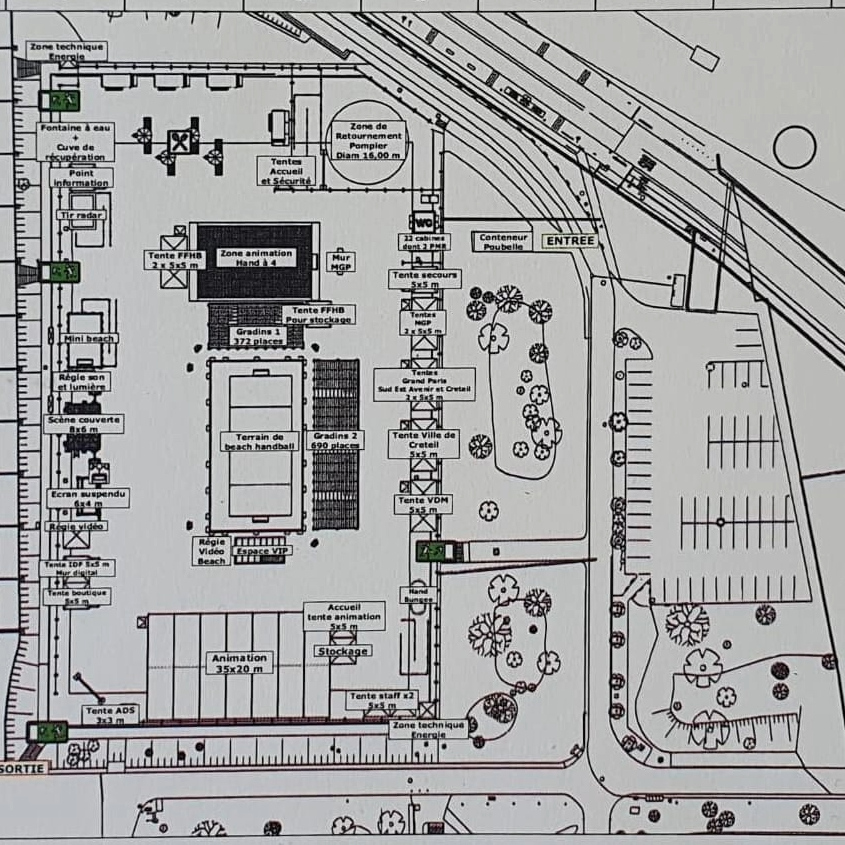 Zone technique
Energie
Fontaine à eau
+
Cuve de
récupération
Point
information
Tir radar
Tentes
Accueil
et Sécurité
Zone de
Retournement
Pompier
Diam 16,00 m
WC
22 cabines
dont 2 PMR
Conteneur
Poubelle
ENTREE
Tente FFHB
2 x 5x5 m
Zone animation
Hand à 4
Mur
MGP
Tente secours
5x5 m
Tente FFHB
Pour stockage
Gradins 1
372 places
Tentes
MGP
2 x 5x5 m
Mini beach
Régie son
et lumière
Tentes
Grand Paris
Sud Est Avenir et Creteil
2 x 5x5 m
Scène couverte
8x6 m
Terrain de
beach handball
Gradins 2
690 places
Tente Ville de
Creteil
5x5 m
Ecran suspendu
6x4 m
Tente VDM
5x5 m
Régie vidéo
Régie
Vidéo
Beach
Espace VIP
Tente IDF 5x5 m
Mur digital
Tente boutique
5x5 m
Hand
Bungee
Accueil
tente animation
5x5 m
Stockage
Animation
35x20 m
Tente staff x2
5x5 m
Tente ADS
3x3 m
Zone technique
Energie
SORTIE